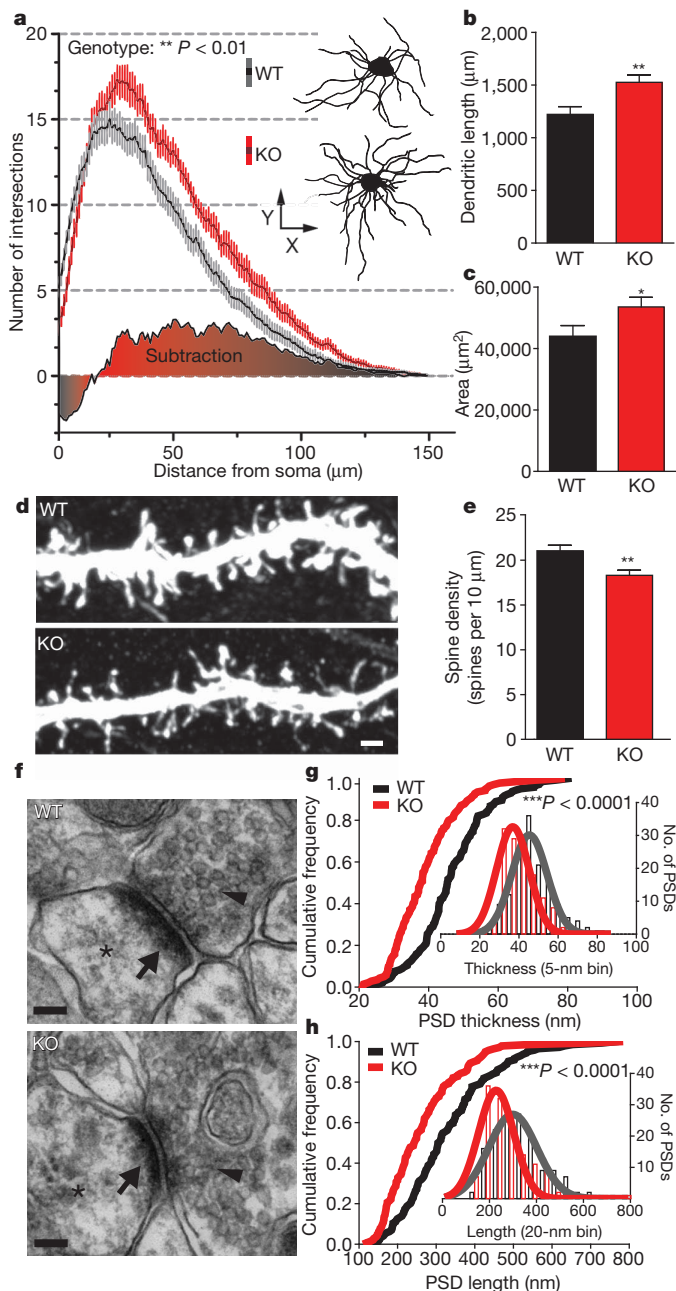 a
20
15
10
5
0
Number of intersections
Genotype: ** P < 0.01
WT
KO
Y
X
Subtraction
0 50 100 150
Distance from soma (μm)
b
2,000
1,500
1,000
500
0
Dendritic length (μm)
**
WT KO
c
60,000
40,000
20,000
0
Area (μm²)
*
WT KO
d
WT
KO
e
25
20
15
10
5
0
Spine density
(spines per 10 μm)
**
WT KO
f
WT
*
KO
*
g
1.0
0.8
0.6
0.4
0.2
0
Cumulative frequency
WT
KO
***P < 0.0001
40
30
20
10
0
No. of PSDs
0 20 40 60 80 100
Thickness (5-nm bin)
20 40 60 80 100
PSD thickness (nm)
h
1.0
0.8
0.6
0.4
0.2
0
Cumulative frequency
WT
KO
***P < 0.0001
40
30
20
10
No. of PSDs
0 200 400 600 800
Length (20-nm bin)
100 200 300 400 500 600 700 800
PSD length (nm)